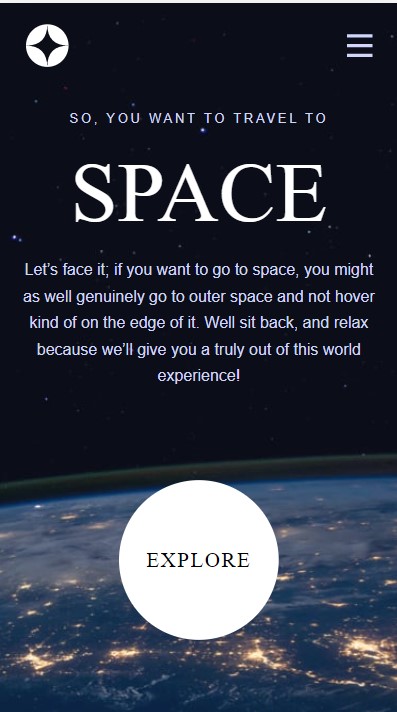 SO, YOU WANT TO TRAVEL TO
SPACE
Let’s face it; if you want to go to space, you might
as well genuinely go to outer space and not hover
kind of on the edge of it. Well sit back, and relax
because we’ll give you a truly out of this world
experience!
EXPLORE